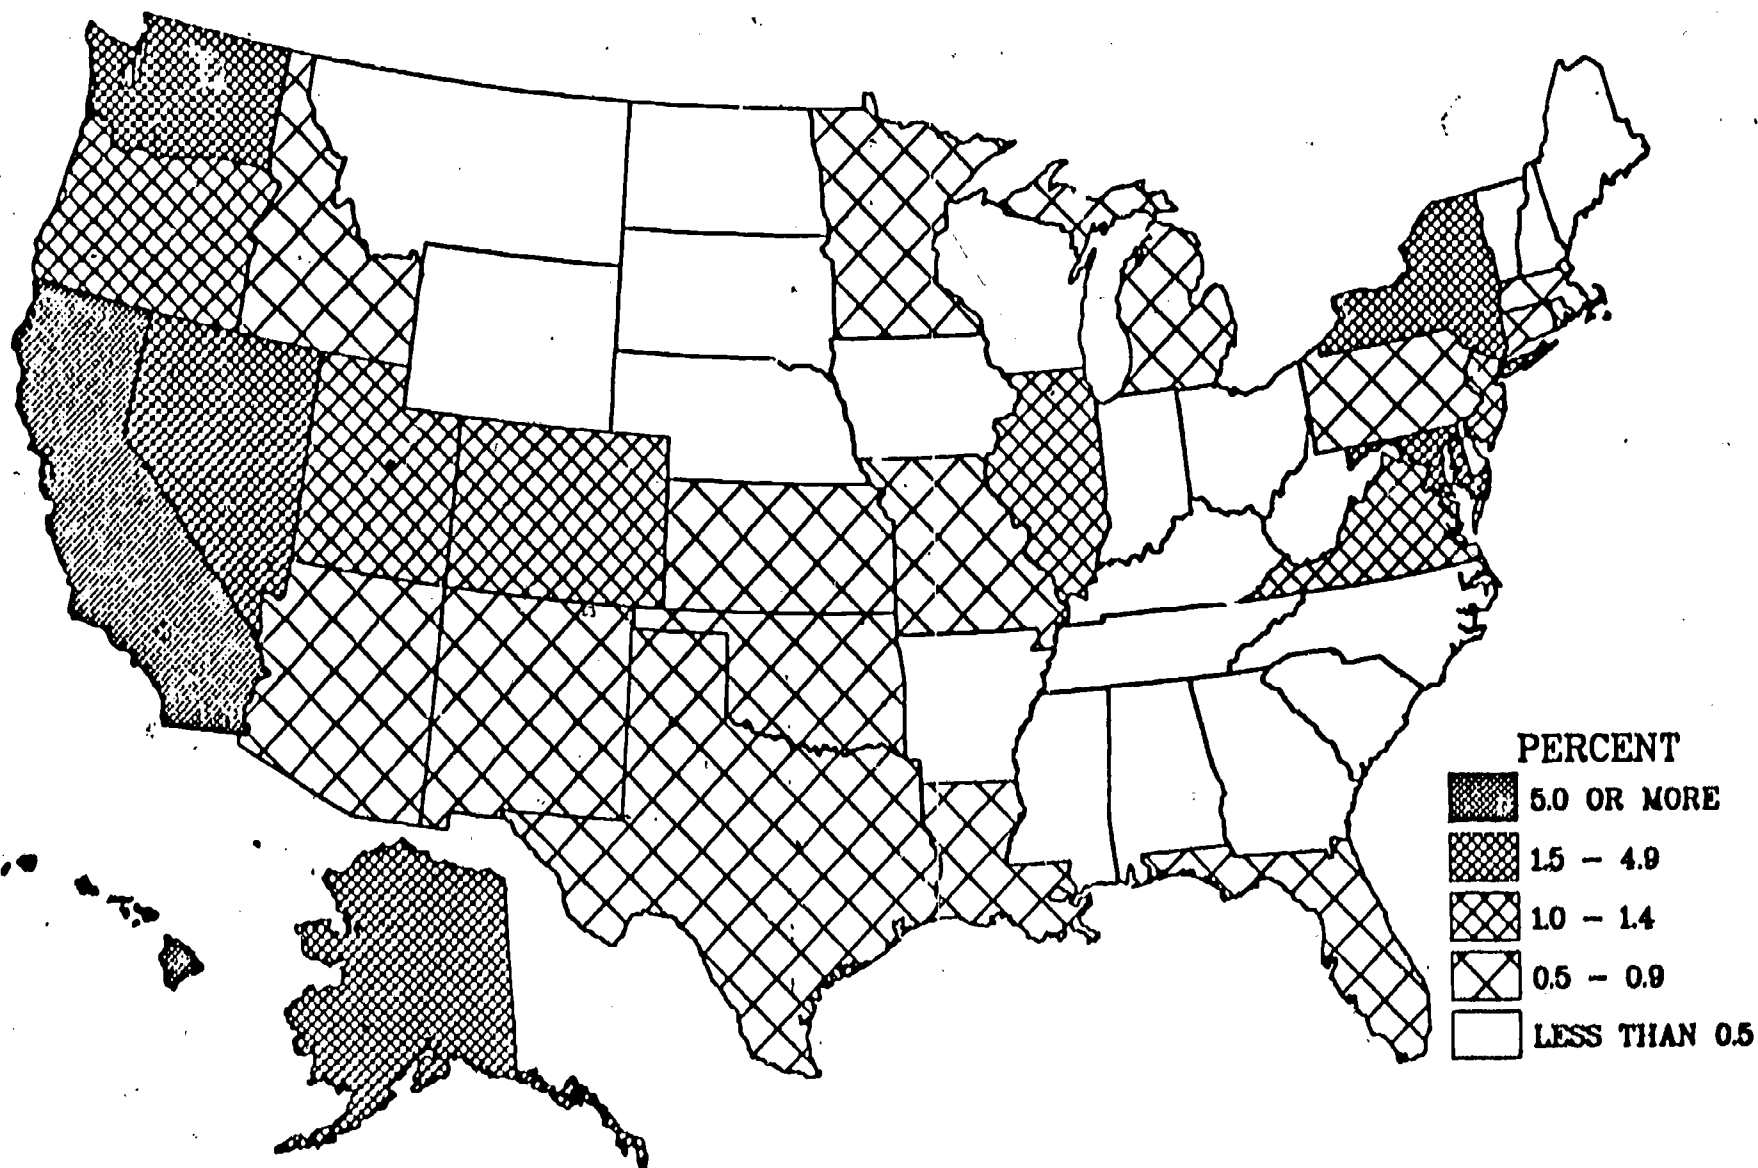 PERCENT
5.0 OR MORE
1.5 - 4.9
1.0 - 1.4
0.5 - 0.9
LESS THAN 0.5